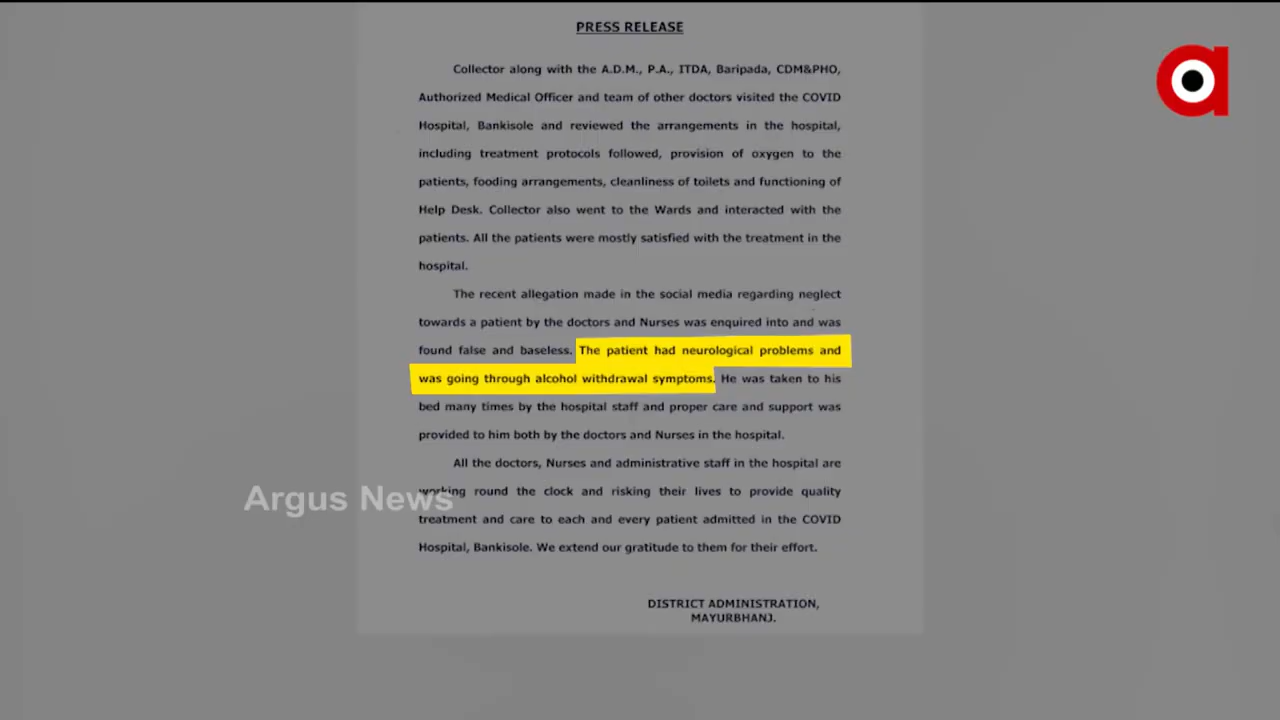 PRESS RELEASE
Collector along with the A.D.M., P.A., ITDA, Baripada, CDM&PHO,
Authorized Medical Officer and team of other doctors visited the COVID
Hospital, Bankisole and reviewed the arrangements in the hospital,
including treatment protocols followed, provision of oxygen to the
patients, fooding arrangements, cleanliness of toilets and functioning of
Help Desk. Collector also went to the Wards and interacted with the
patients. All the patients were mostly satisfied with the treatment in the
hospital.
The recent allegation made in the social media regarding neglect
towards a patient by the doctors and Nurses was enquired into and was
found false and baseless. The patient had neurological problems and
was going through alcohol withdrawal symptoms. He was taken to his
bed many times by the hospital staff and proper care and support was
provided to him both by the doctors and Nurses in the hospital.
All the doctors, Nurses and administrative staff in the hospital are
working round the clock and risking their lives to provide quality
Argus News
treatment and care to each and every patient admitted in the COVID
Hospital, Bankisole. We extend our gratitude to them for their effort.
DISTRICT ADMINISTRATION,
MAYURBHANJ.